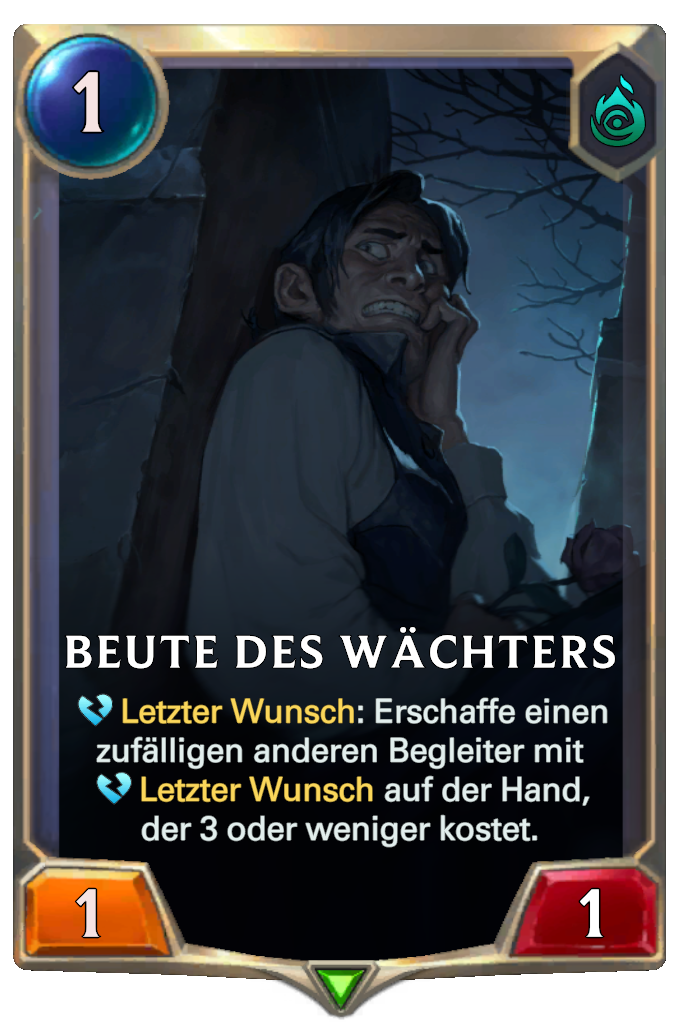 1
BEUTE DES WÄCHTERS
Letzter Wunsch: Erschaffe einen
zufälligen anderen Begleiter mit
Letzter Wunsch auf der Hand,
der 3 oder weniger kostet.
1
1